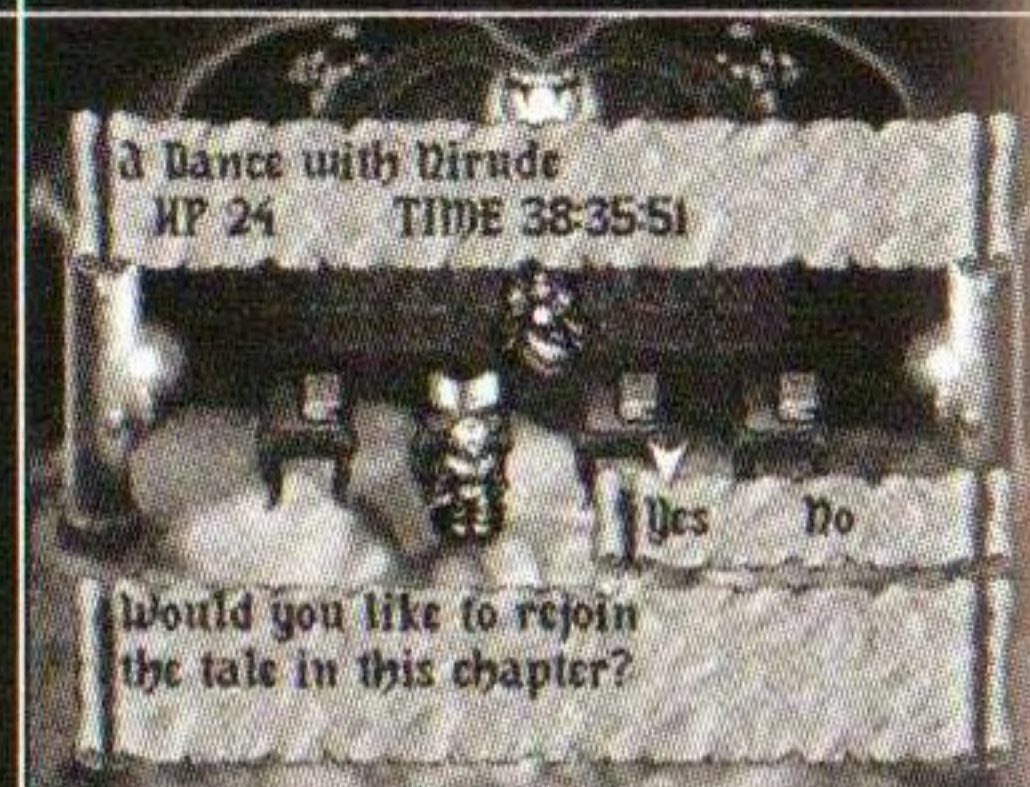 A Dance with Nirude
HP 24 TIME 38:35:51
Yes No
Would you like to rejoin
the tale in this chapter?